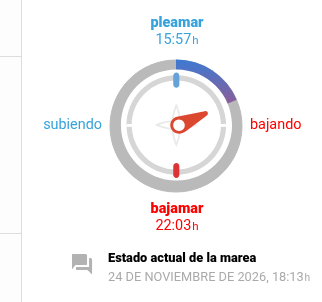 pleamar
15:57h
subiendo
bajando
bajamar
22:03h
Estado actual de la marea
24 DE NOVIEMBRE DE 2026, 18:13h